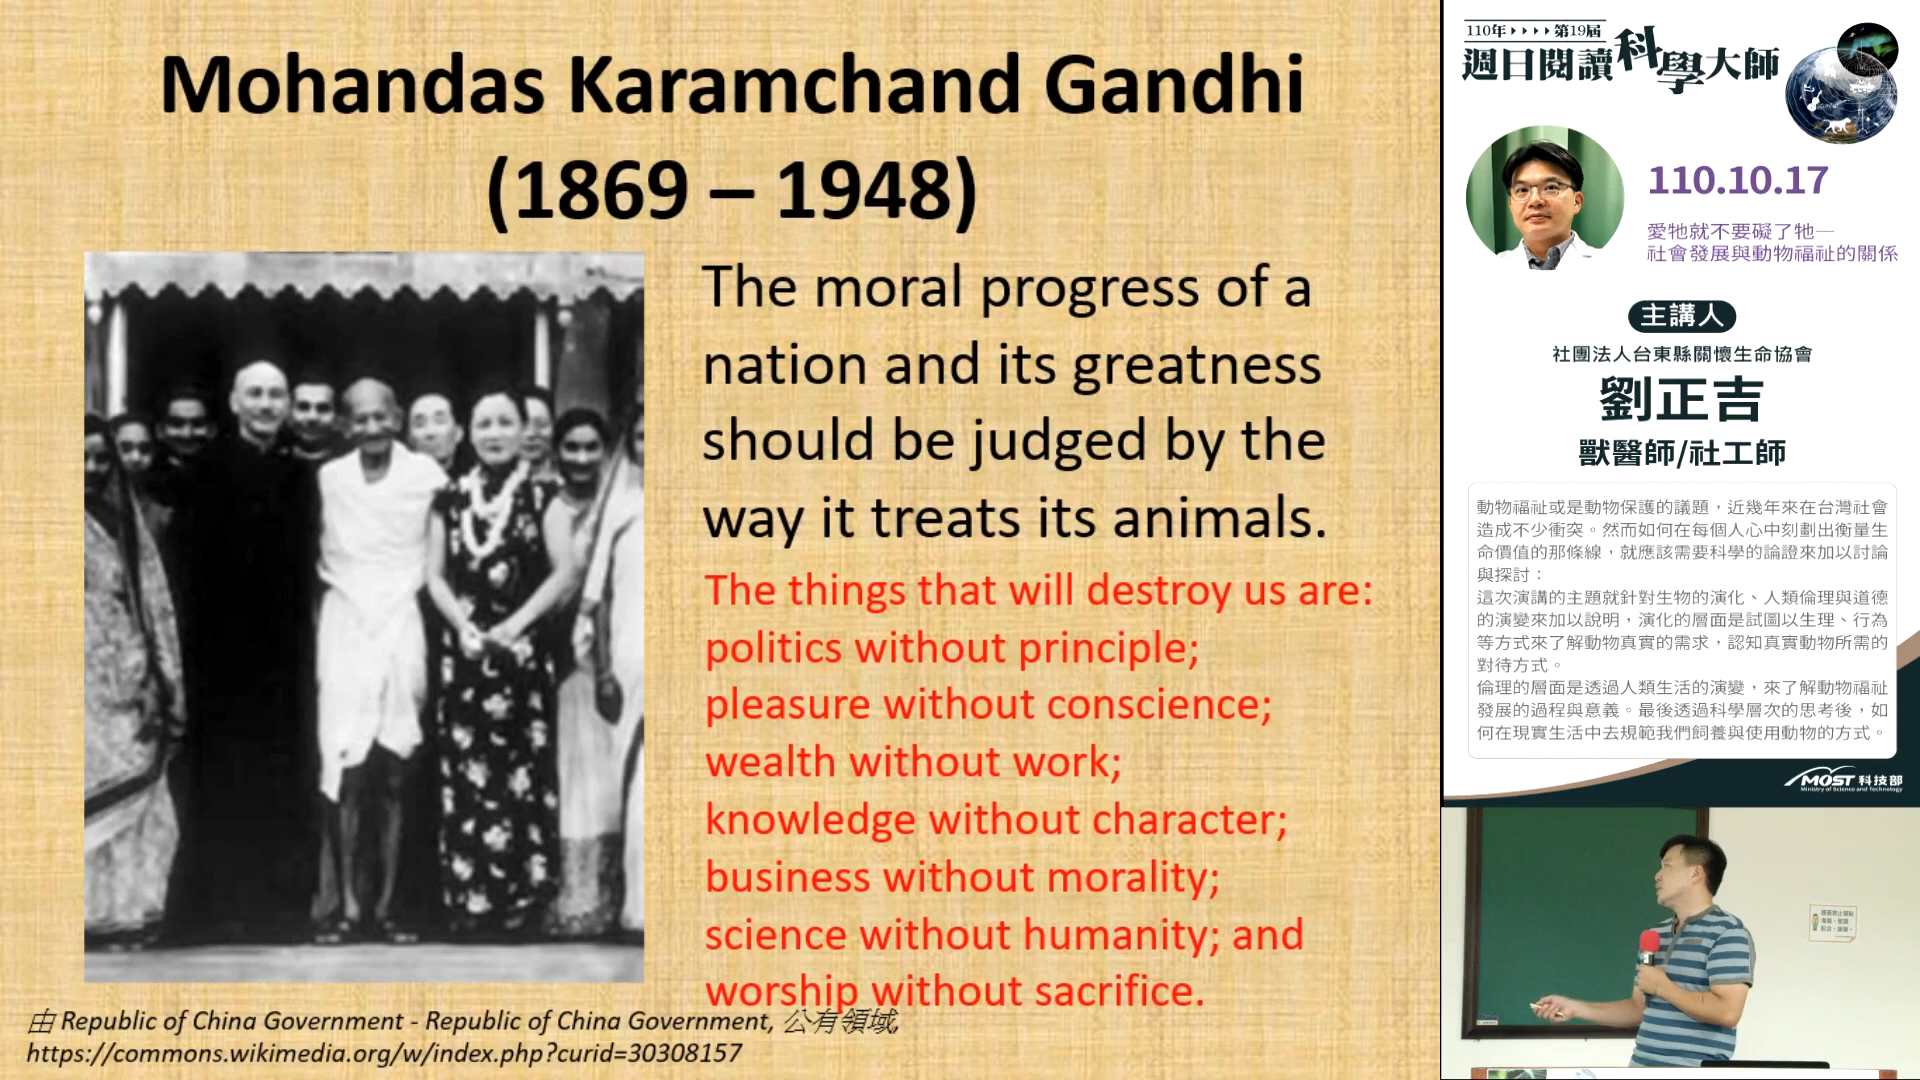 Mohandas Karamchand Gandhi
(1869 – 1948)
The moral progress of a
nation and its greatness
should be judged by the
way it treats its animals.
The things that will destroy us are:
politics without principle;
pleasure without conscience;
wealth without work;
knowledge without character;
business without morality;
science without humanity; and
worship without sacrifice.
由 Republic of China Government - Republic of China Government, 公有領域,
https://commons.wikimedia.org/w/index.php?curid=30308157
110年 第19屆
週日閱讀科學大師
110.10.17
愛牠就不要礙了牠—
社會發展與動物福祉的關係
主講人
社團法人台東縣關懷生命協會
劉正吉
獸醫師/社工師
動物福祉或是動物保護的議題，近幾年來在台灣社會
造成不少衝突。然而如何在每個人心中刻劃出衡量生
命價值的那條線，就應該需要科學的論證來加以討論
與探討：
這次演講的主題就針對生物的演化、人類倫理與道德
的演變來加以說明，演化的層面是試圖以生理、行為
等方式來了解動物真實的需求，認知真實動物所需的
對待方式。
倫理的層面是透過人類生活的演變，來了解動物福祉
發展的過程與意義。最後透過科學層次的思考後，如
何在現實生活中去規範我們飼養與使用動物的方式。
MOST 科技部
Ministry of Science and Technology